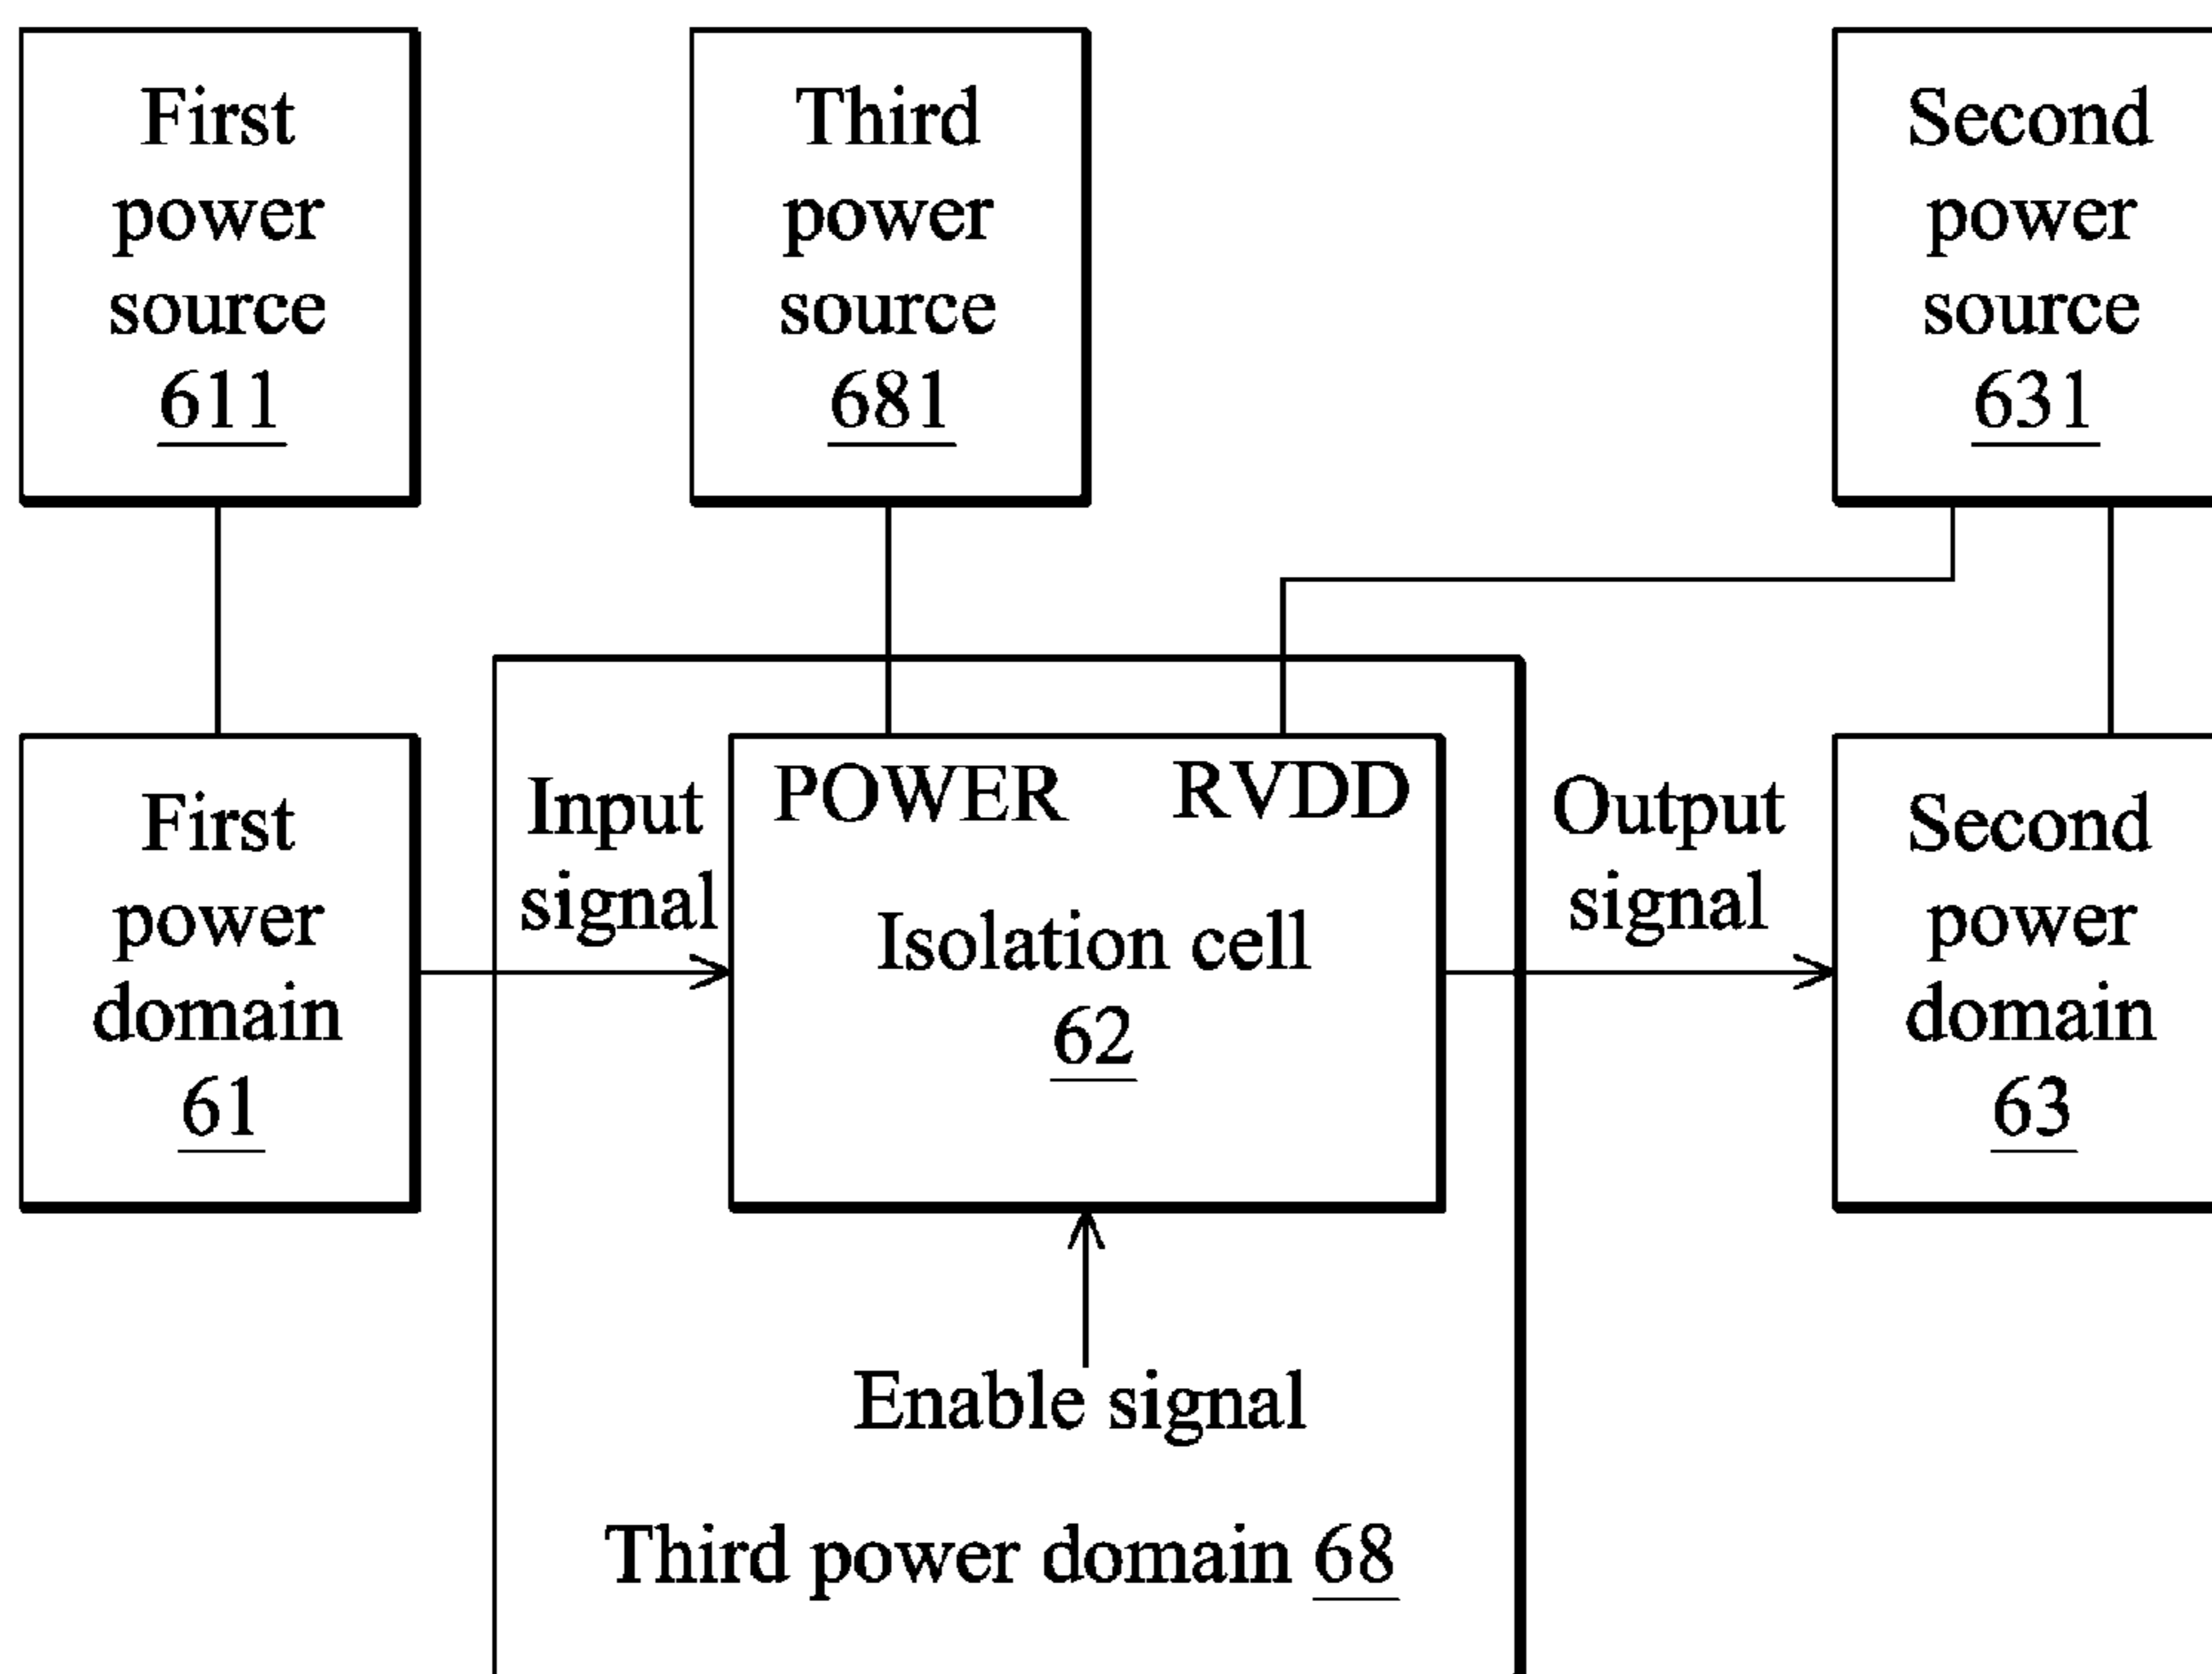 First
power
source
611
Third
power
source
681
Second
power
source
631
First
power
domain
61
Input
signal
POWER RVDD
Isolation cell
62
Output
signal
Second
power
domain
63
Enable signal
Third power domain 68